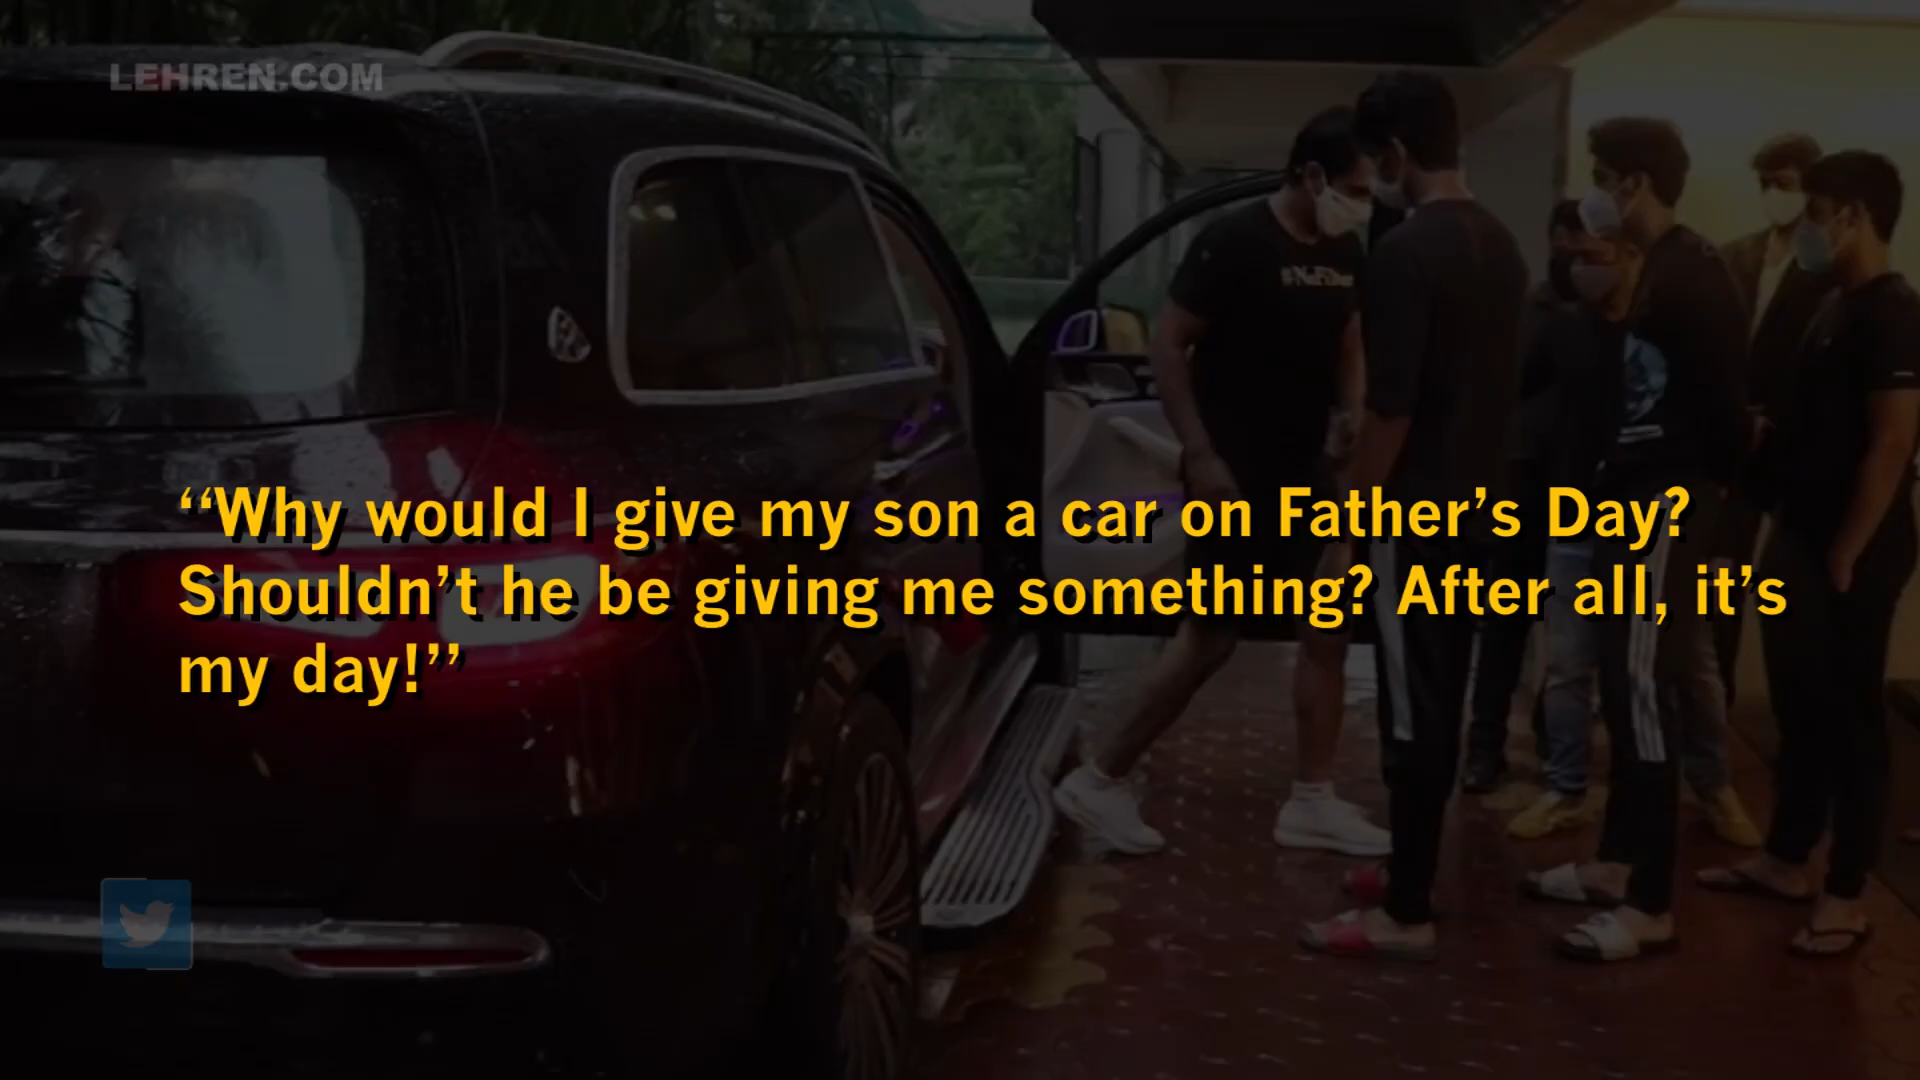 LEHREN.COM
“Why would I give my son a car on Father’s Day?
Shouldn’t he be giving me something? After all, it’s
my day!”